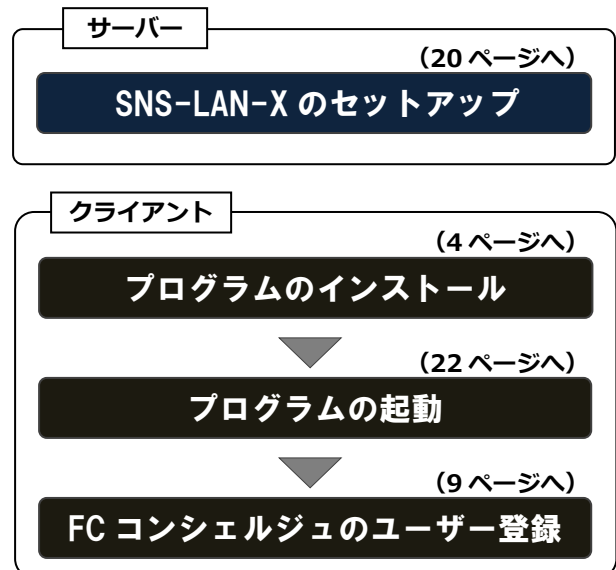 サーバー
（20 ページへ）
SNS-LAN-X のセットアップ
クライアント
（4 ページへ）
プログラムのインストール
（22 ページへ）
プログラムの起動
（9 ページへ）
FC コンシェルジュのユーザー登録